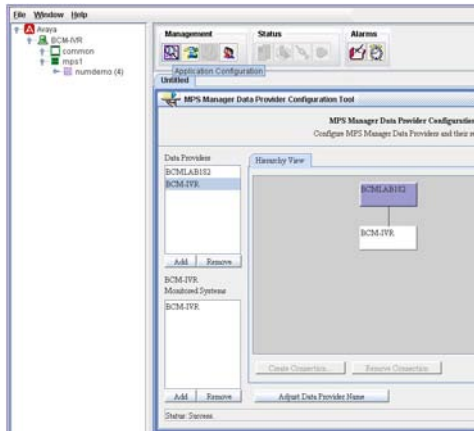 File Window Help
Avaya
BCM-IVR
common
mps1
numdemo (4)
Management
Status
Alarms
Application Configuration
Untitled
MPS Manager Data Provider Configuration Tool
MPS Manager Data Provider Configuration
Configure MPS Manager Data Providers and their
Data Providers
BCMLAB182
BCM-IVR
Add Remove
BCM-IVR
Monitored Systems
BCM-IVR
Add Remove
Hierarchy View
BCMLAB182
BCM-IVR
Create Connection... Remove Connection
Adjust Data Provider Name
Status: Success